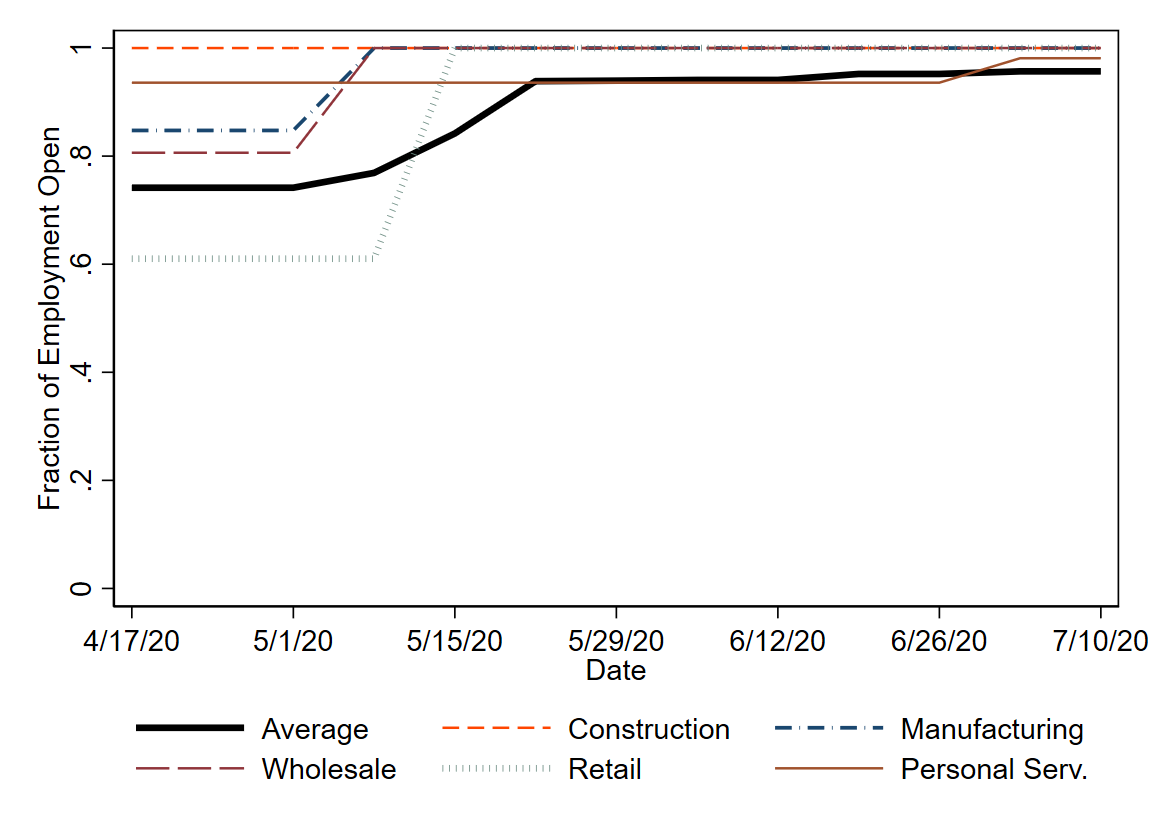 Fraction of Employment Open
1
.8
.6
.4
.2
0
4/17/20 5/1/20 5/15/20 5/29/20 6/12/20 6/26/20 7/10/20
Date
Average Construction Manufacturing
Wholesale Retail Personal Serv.